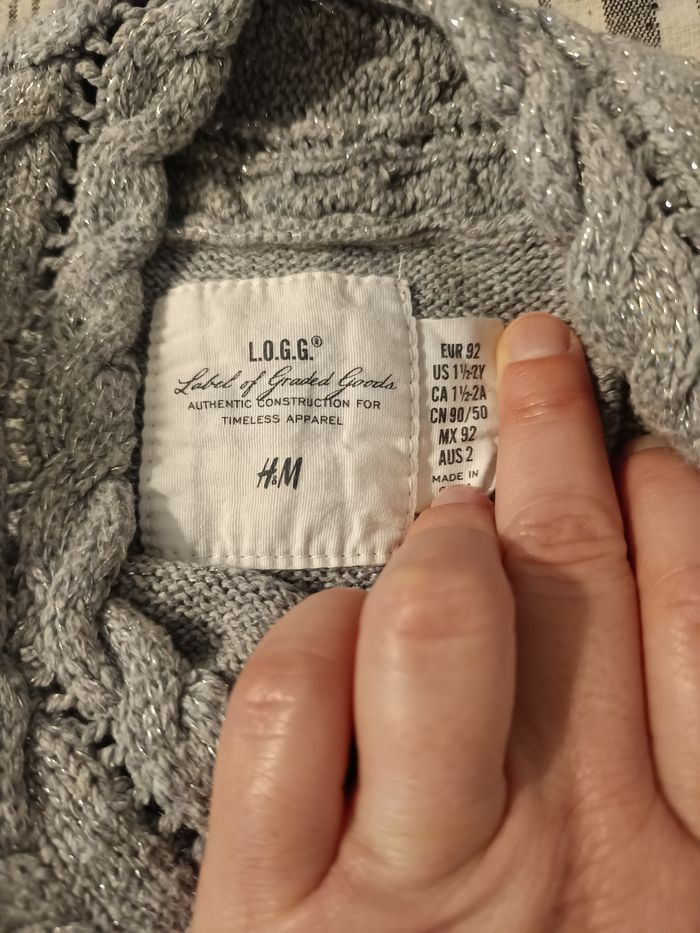 L.O.G.G.®
Label of Graded Goods
AUTHENTIC CONSTRUCTION FOR
TIMELESS APPAREL
H&M
EUR 92
US 1½-2Y
CA 1½-2A
CN 90/50
MX 92
AUS 2
MADE IN